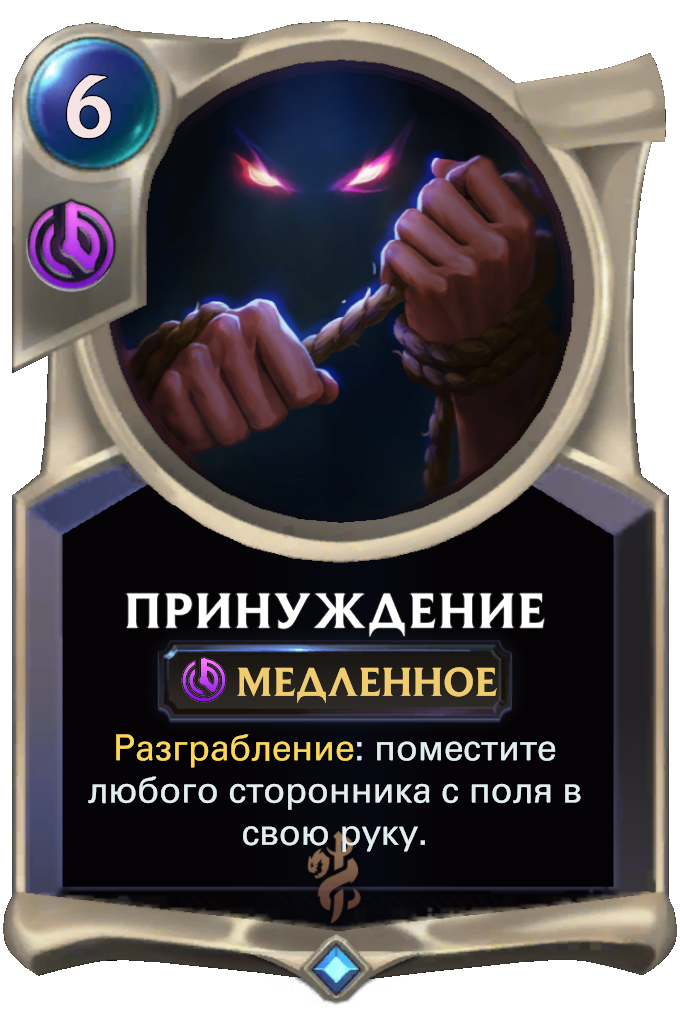 6
ПРИНУЖДЕНИЕ
МЕДЛЕННОЕ
Разграбление: поместите
любого сторонника с поля в
свою руку.